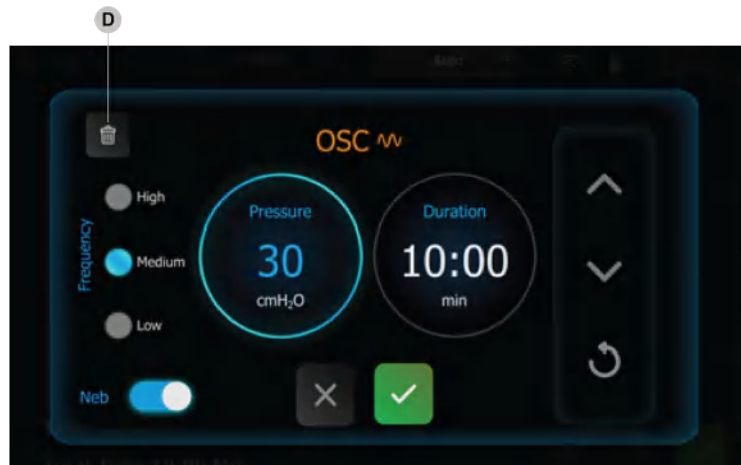 D
OSC
High
Medium
Low
Frequency
Pressure
30
cmH₂O
Duration
10:00
min
Neb